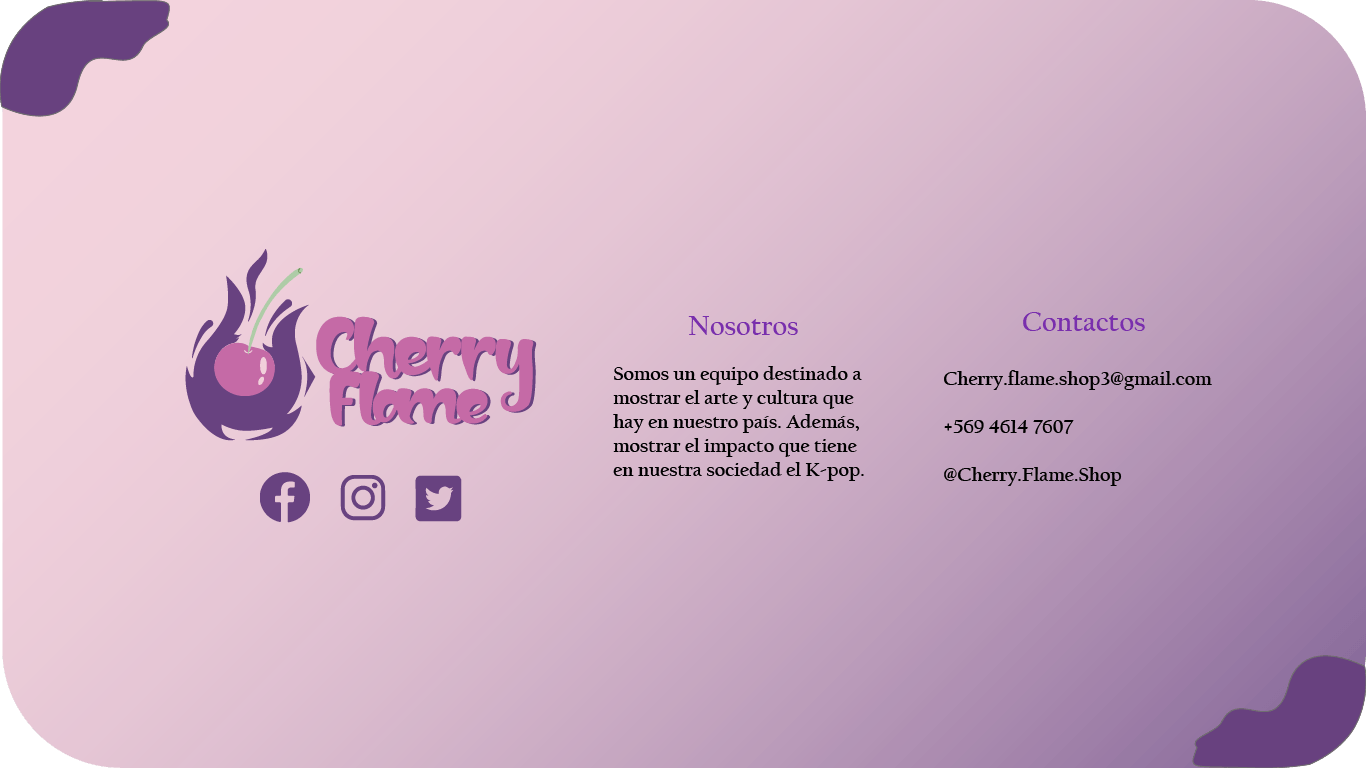 Cherry
Flame
Nosotros
Somos un equipo destinado a
mostrar el arte y cultura que
hay en nuestro país. Además,
mostrar el impacto que tiene
en nuestra sociedad el K-pop.
Contactos
Cherry.flame.shop3@gmail.com
+569 4614 7607
@Cherry.Flame.Shop